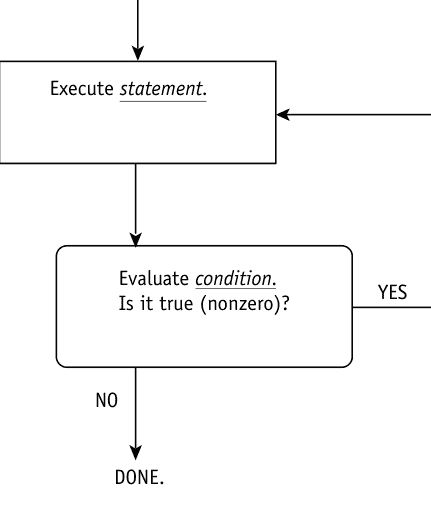 Execute statement.
Evaluate condition.
Is it true (nonzero)?
YES
NO
DONE.